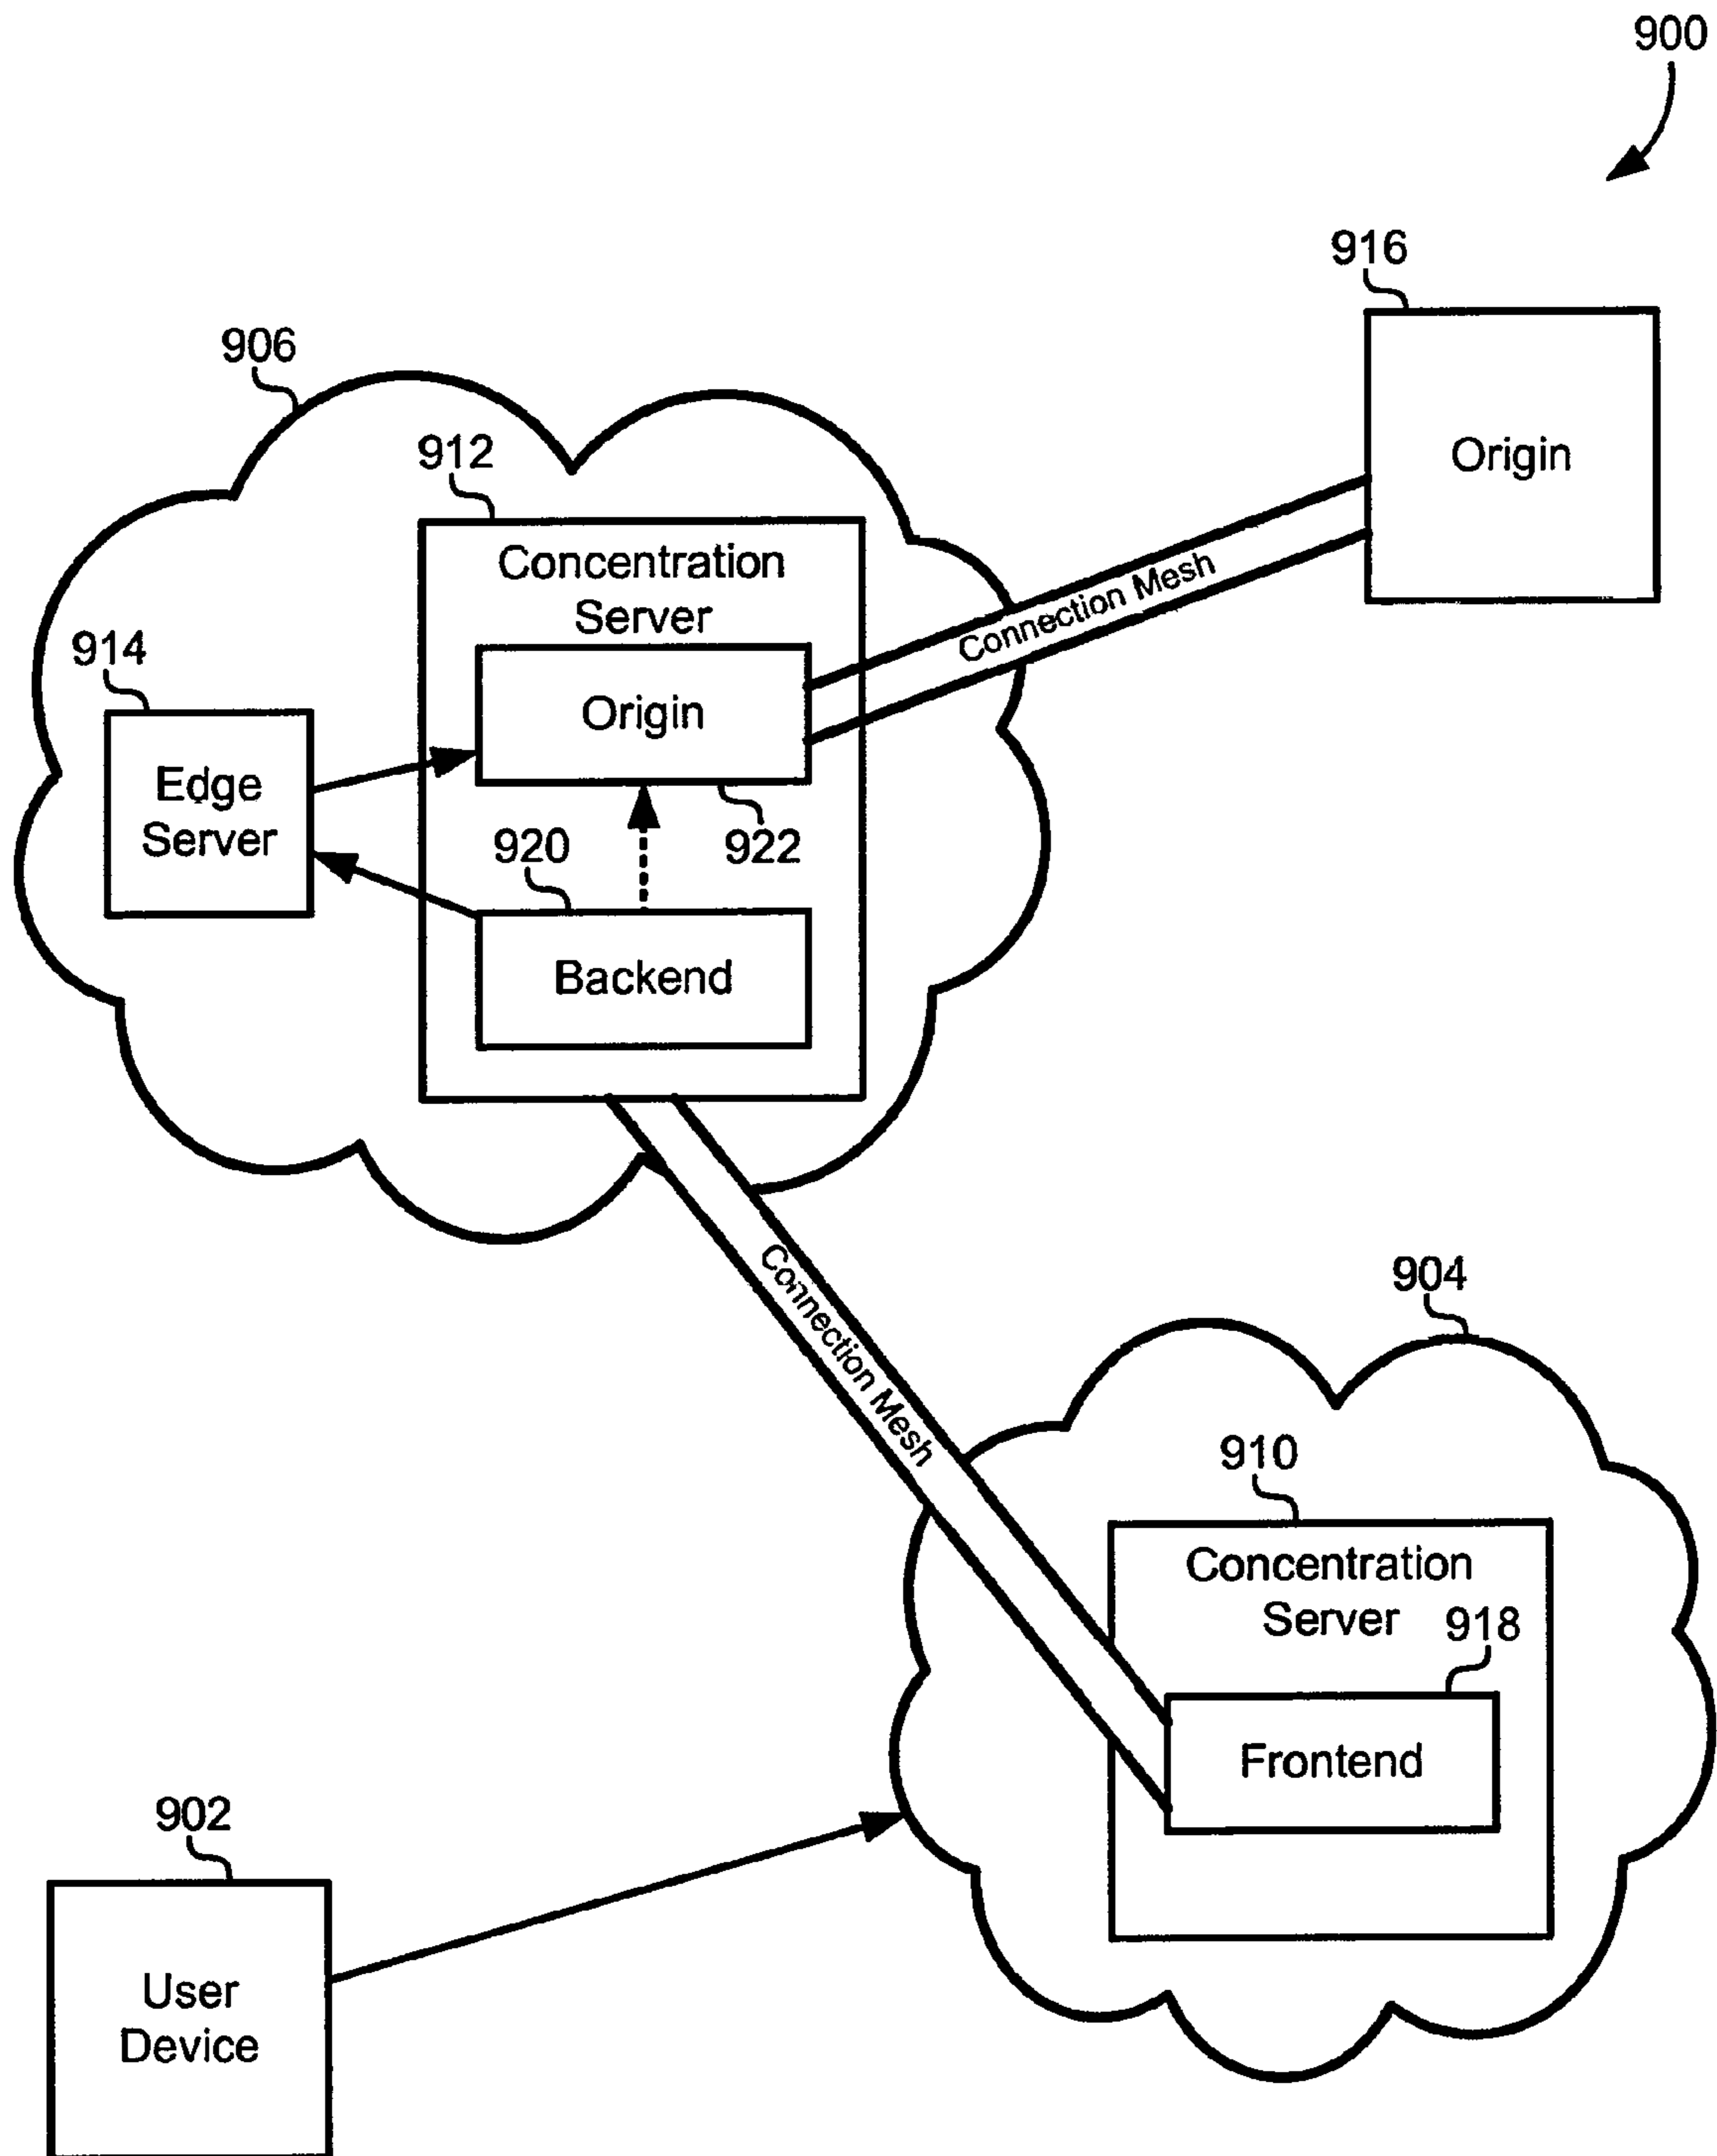 900
916
Origin
906
912
Concentration
Server
Connection Mesh
914
Origin
Edge
Server
920
922
Backend
Connection Mesh
904
910
Concentration
Server
918
Frontend
902
User
Device